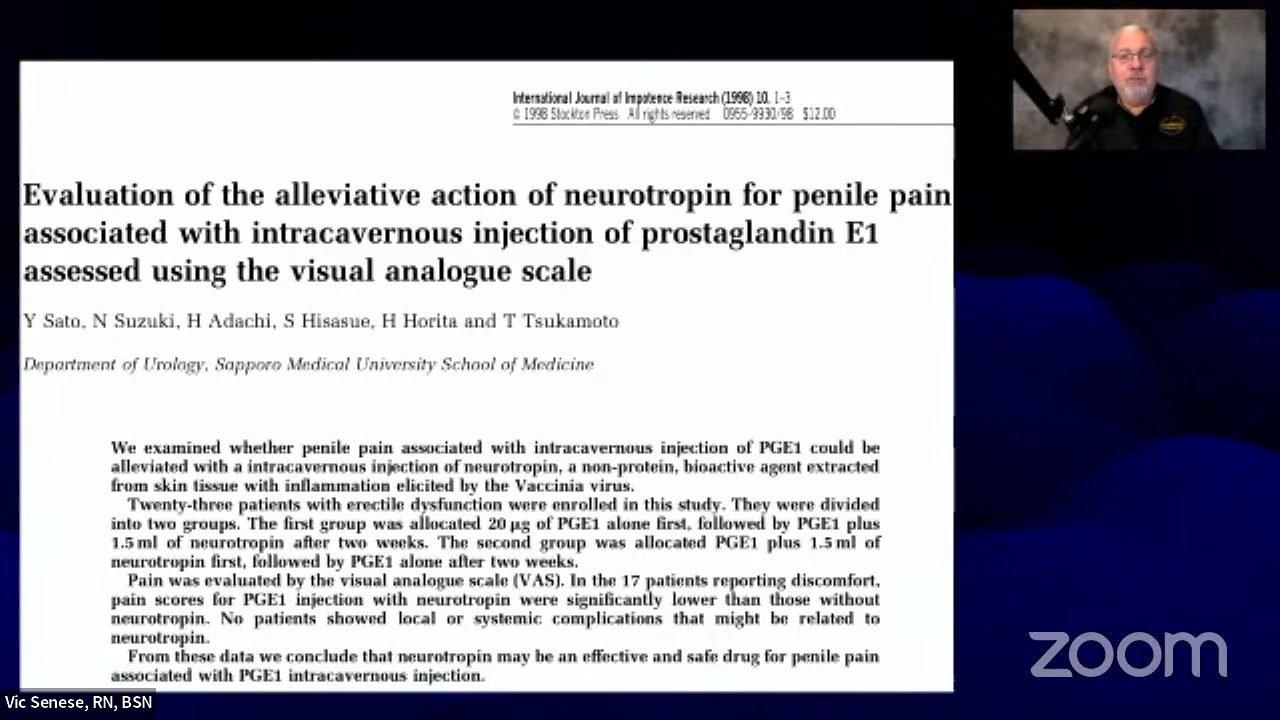 International Journal of Impotence Research (1998) 10, 1–3
© 1998 Stockton Press All rights reserved 0955-9930/98 $12.00
Evaluation of the alleviative action of neurotropin for penile pain
associated with intracavernous injection of prostaglandin E1
assessed using the visual analogue scale
Y Sato, N Suzuki, H Adachi, S Hisasue, H Horita and T Tsukamoto
Department of Urology, Sapporo Medical University School of Medicine
We examined whether penile pain associated with intracavernous injection of PGE1 could be
alleviated with a intracavernous injection of neurotropin, a non-protein, bioactive agent extracted
from skin tissue with inflammation elicited by the Vaccinia virus.
Twenty-three patients with erectile dysfunction were enrolled in this study. They were divided
into two groups. The first group was allocated 20 µg of PGE1 alone first, followed by PGE1 plus
1.5 ml of neurotropin after two weeks. The second group was allocated PGE1 plus 1.5 ml of
neurotropin first, followed by PGE1 alone after two weeks.
Pain was evaluated by the visual analogue scale (VAS). In the 17 patients reporting discomfort,
pain scores for PGE1 injection with neurotropin were significantly lower than those without
neurotropin. No patients showed local or systemic complications that might be related to
neurotropin.
From these data we conclude that neurotropin may be an effective and safe drug for penile pain
associated with PGE1 intracavernous injection.
zoom
Vic Senese, RN, BSN